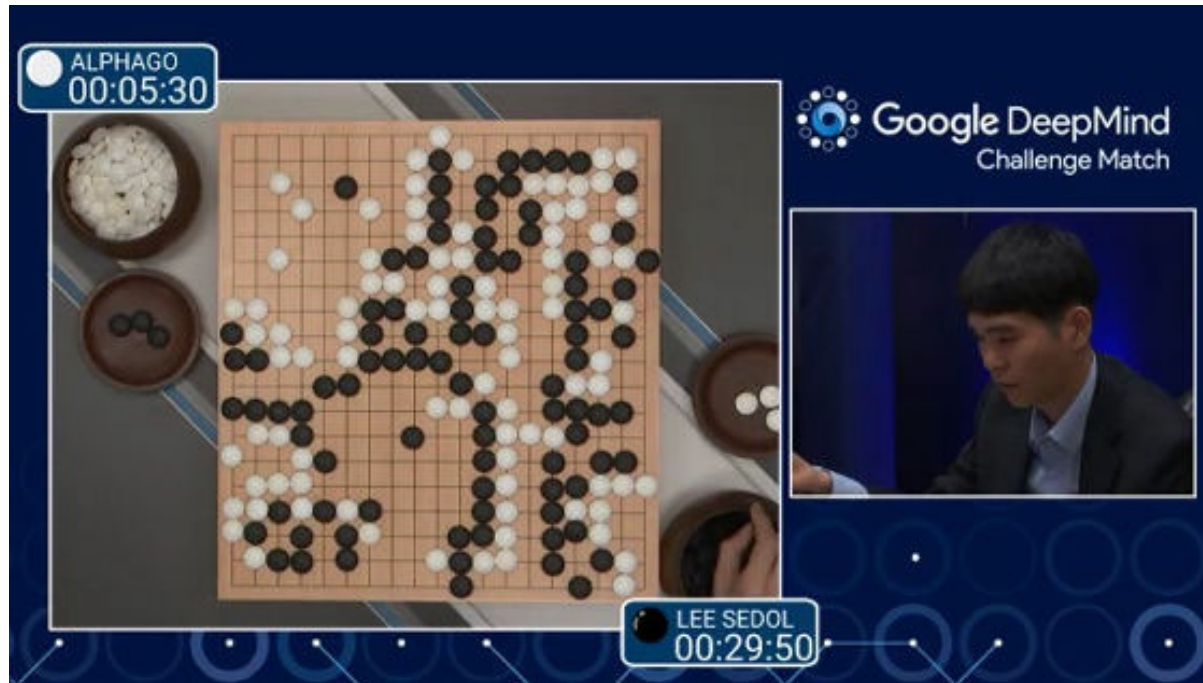 ALPHAGO
00:05:30
Google DeepMind
Challenge Match
LEE SEDOL
00:29:50